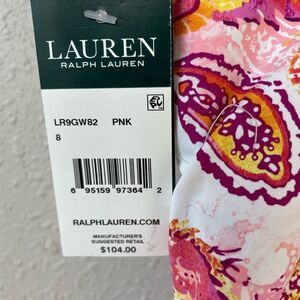 LAUREN
RALPH LAUREN
LR9GW82 PNK
8
6 95159 97364 2
RALPHLAUREN.COM
MANUFACTURER'S
SUGGESTED RETAIL
$104.00